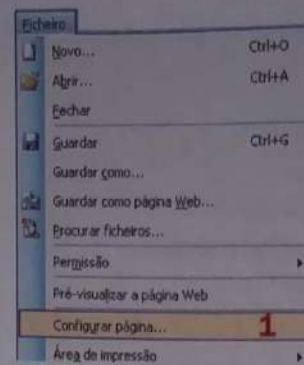 Ficheiro
Novo... Ctrl+O
Abrir... Ctrl+A
Fechar
Guardar Ctrl+G
Guardar como...
Guardar como página Web...
Procurar ficheiros...
Permissão
Pré-visualizar a página Web
Configurar página... 1
Área de impressão